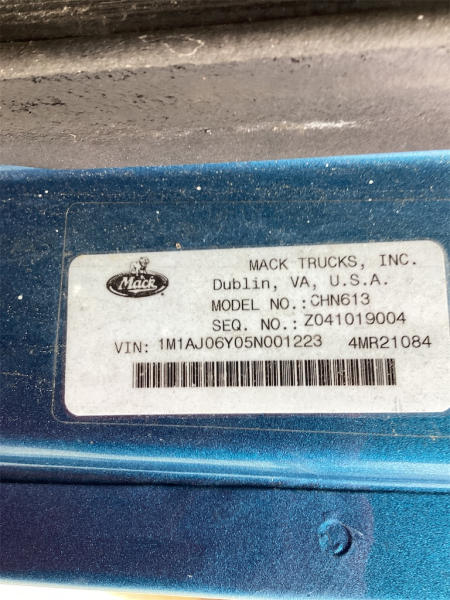 Mack
MACK TRUCKS, INC.
Dublin, VA, U.S.A.
MODEL NO.:CHN613
SEQ. NO.: Z041019004
VIN: 1M1AJ06Y05N001223 4MR21084